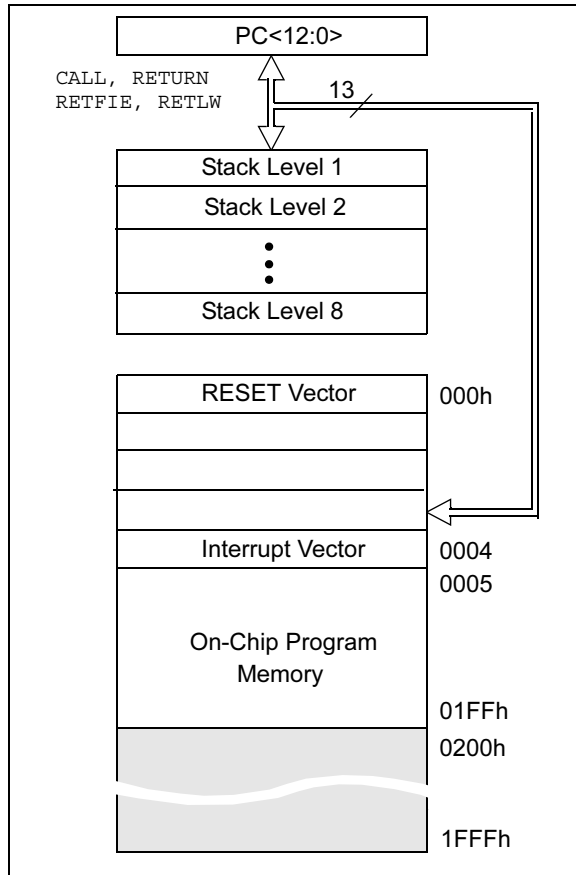 PC<12:0>
CALL, RETURN
RETFIE, RETLW
13
Stack Level 1
Stack Level 2
Stack Level 8
RESET Vector
000h
Interrupt Vector
0004
0005
On-Chip Program
Memory
01FFh
0200h
1FFFh